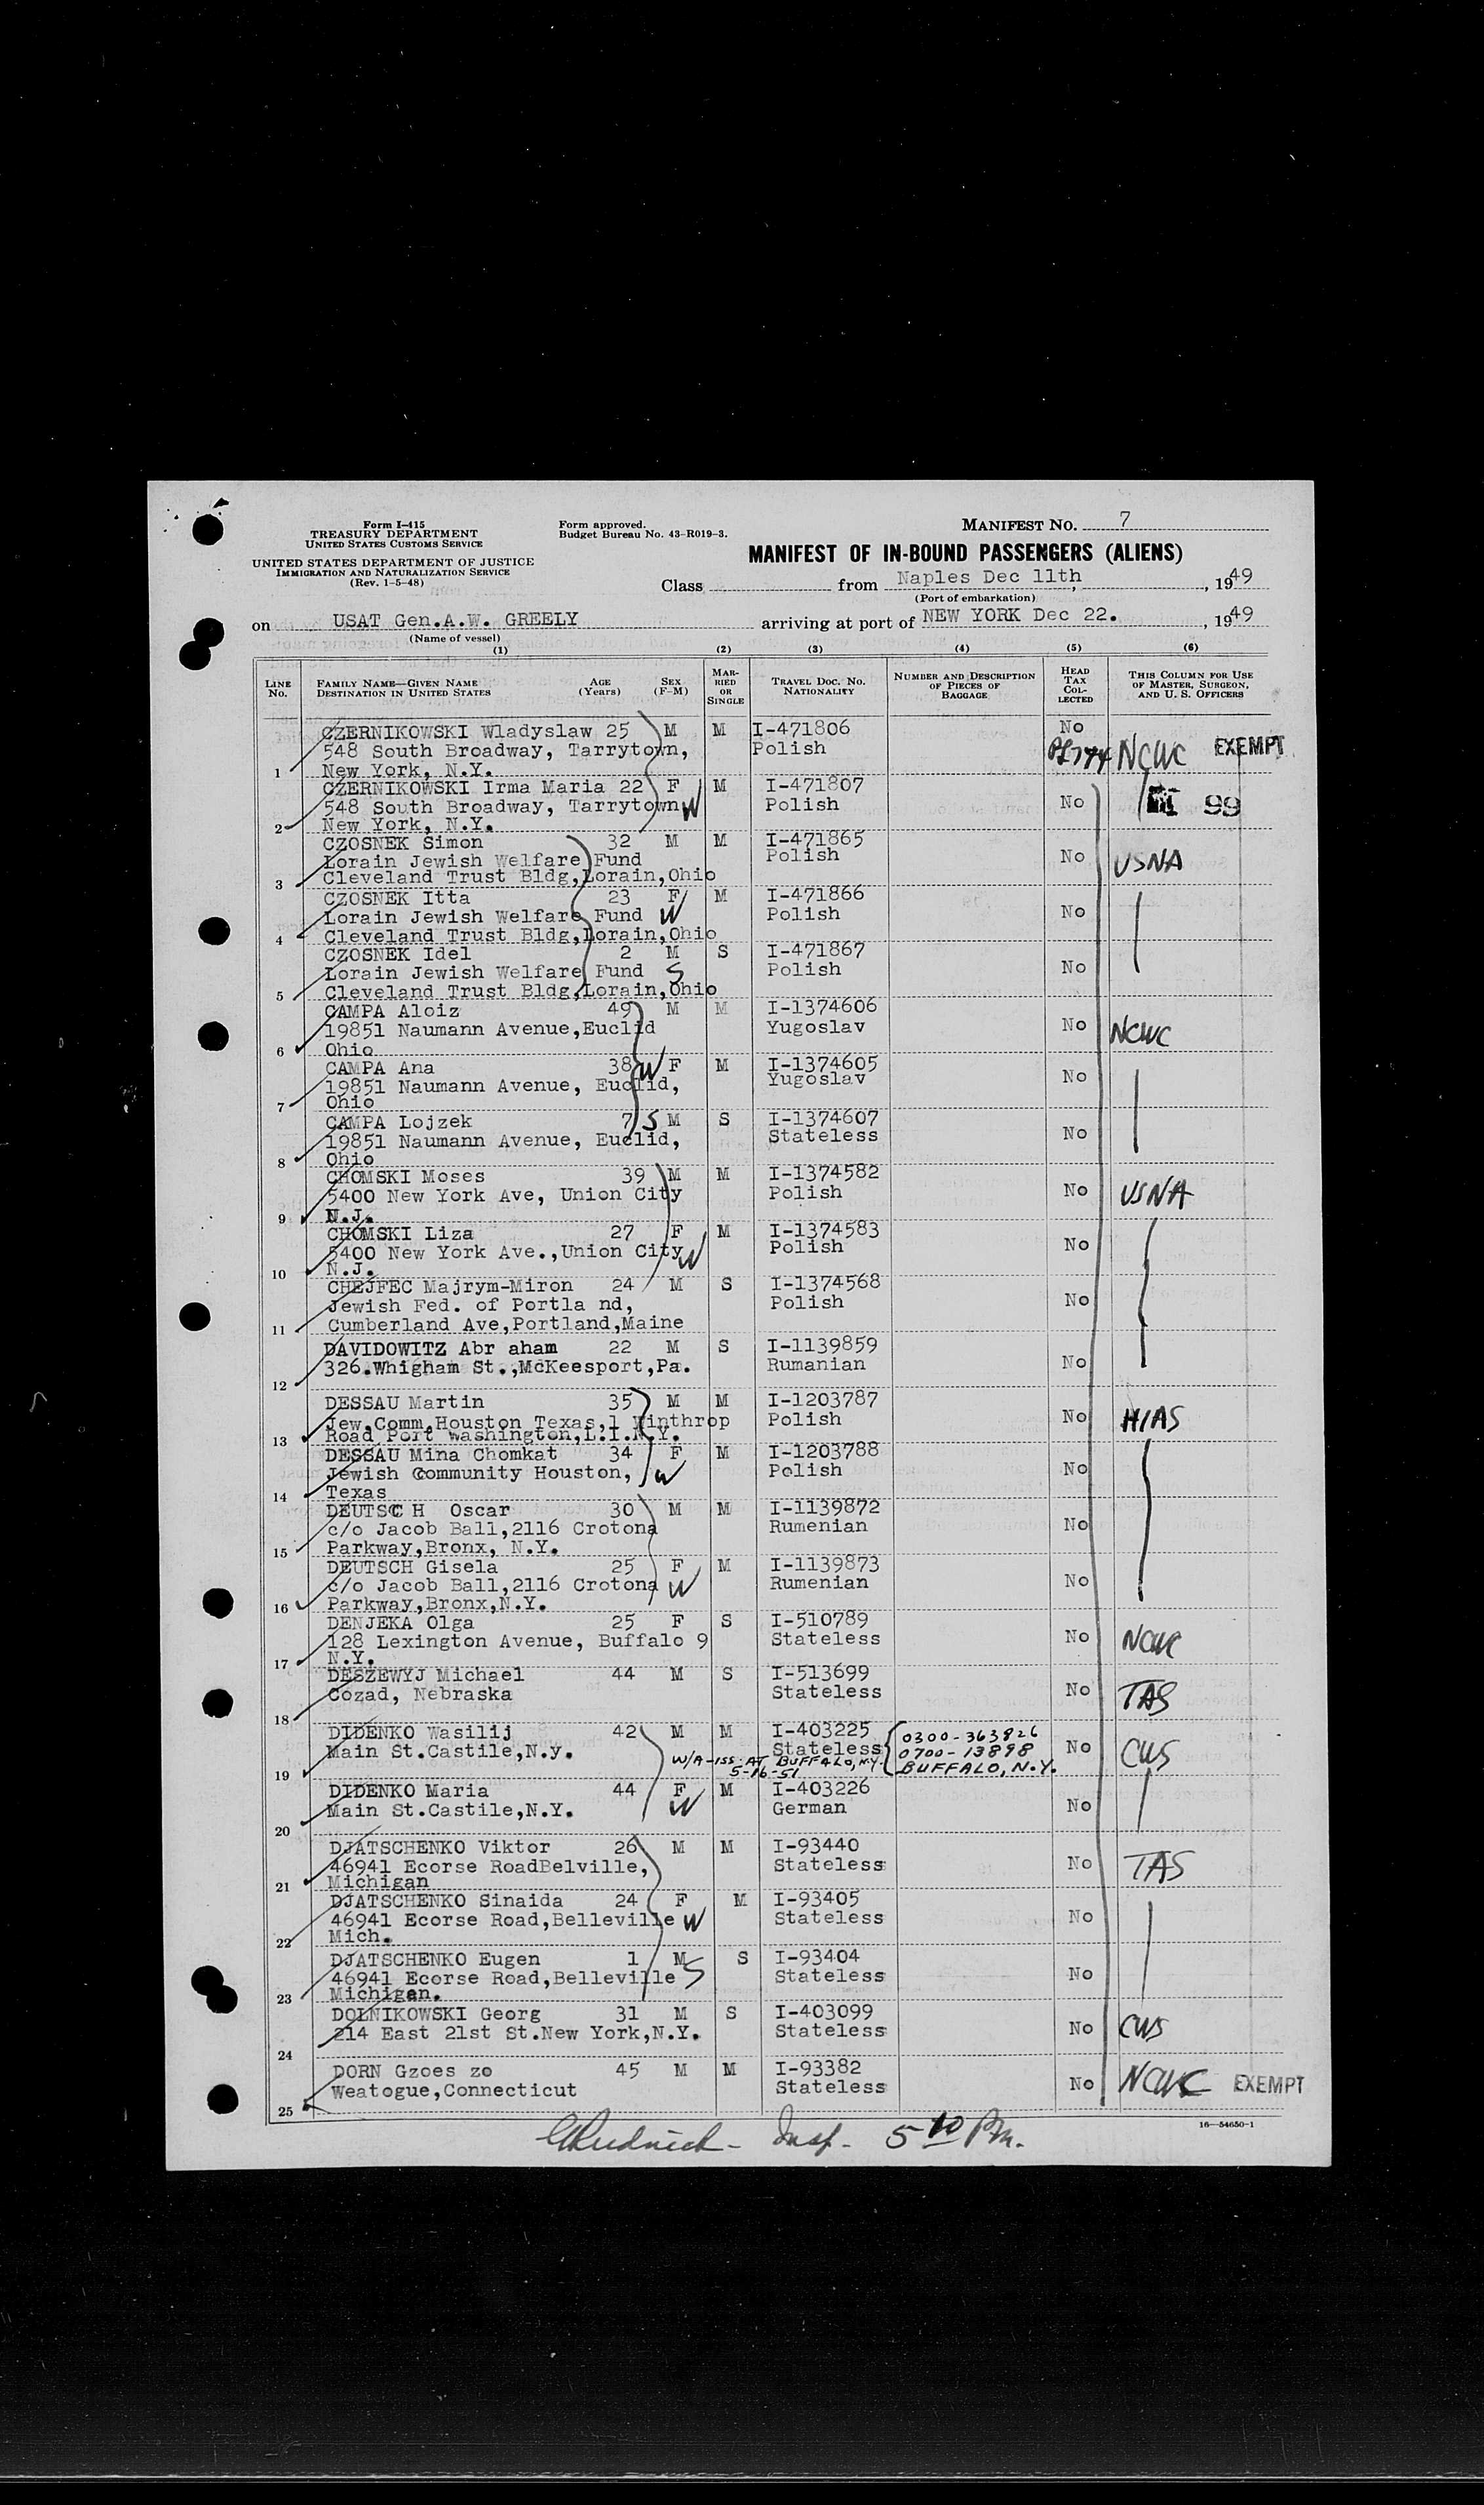 Form I-415
TREASURY DEPARTMENT
UNITED STATES CUSTOMS SERVICE
UNITED STATES DEPARTMENT OF JUSTICE
IMMIGRATION AND NATURALIZATION SERVICE
(Rev. 1-5-48)
Form approved.
Budget Bureau No. 43-R019-3.
MANIFEST NO. 7
MANIFEST OF IN-BOUND PASSENGERS (ALIENS)
Class from Naples Dec 11th , 1949
(Port of embarkation)
on USAT Gen.A.W. GREELY arriving at port of NEW YORK Dec 22. , 1949
(Name of vessel)
(1) (2) (3) (4) (5) (6)
LINE NO. FAMILY NAME—GIVEN NAME DESTINATION IN UNITED STATES AGE (Years) SEX (F-M) MARRIED OR SINGLE TRAVEL DOC. NO. NATIONALITY NUMBER AND DESCRIPTION OF PIECES OF BAGGAGE HEAD TAX COLLECTED THIS COLUMN FOR USE OF MASTER, SURGEON, AND U. S. OFFICERS
CZERNIKOWSKI Wladyslaw 25 M M I-471806 No
548 South Broadway, Tarrytown, Polish PL774 NCWC EXEMPT
1 New York, N.Y.
CZERNIKOWSKI Irma Maria 22 F M I-471807
548 South Broadway, Tarrytown W Polish No 99
2 New York, N.Y.
CZOSNEK Simon 32 M M I-471865
Lorain Jewish Welfare Fund Polish No USNA
3 Cleveland Trust Bldg,Lorain,Ohio
CZOSNEK Itta 23 F M I-471866
Lorain Jewish Welfare Fund W Polish No
4 Cleveland Trust Bldg,Lorain,Ohio
CZOSNEK Idel 2 M S I-471867
Lorain Jewish Welfare Fund S Polish No
5 Cleveland Trust Bldg,Lorain,Ohio
CAMPA Aloiz 49 M M I-1374606
19851 Naumann Avenue,Euclid Yugoslav No NCWC
6 Ohio
CAMPA Ana 38 W F M I-1374605
19851 Naumann Avenue, Euclid, Yugoslav No
7 Ohio
CAMPA Lojzek 7 S M S I-1374607
19851 Naumann Avenue, Euclid, Stateless No
8 Ohio
CHOMSKI Moses 39 M M I-1374582
5400 New York Ave, Union City Polish No USNA
9 N.J.
CHOMSKI Liza 27 F M I-1374583
5400 New York Ave.,Union City W Polish No
10 N.J.
CHEJFEC Majrym-Miron 24 M S I-1374568
Jewish Fed. of Portla nd, Polish No
11 Cumberland Ave,Portland,Maine
DAVIDOWITZ Abr aham 22 M S I-1139859
326.Whigham St.,McKeesport,Pa. Rumanian No
12
DESSAU Martin 35 M M I-1203787
Jew,Comm,Houston Texas,1 Winthrop Polish No HIAS
13 Road Port Washington,L.I.N.Y.
DESSAU Mina Chomkat 34 F M I-1203788
Jewish Community Houston, W Polish No
14 Texas
DEUTSC H Oscar 30 M M I-1139872
c/o Jacob Ball,2116 Crotona Rumenian No
15 Parkway,Bronx, N.Y.
DEUTSCH Gisela 25 F M I-1139873
c/o Jacob Ball,2116 Crotona W Rumenian No
16 Parkway,Bronx,N.Y.
DENJEKA Olga 25 F S I-510789
128 Lexington Avenue, Buffalo 9 Stateless No NCWC
17 N.Y.
DESZEWYJ Michael 44 M S I-513699
Cozad, Nebraska Stateless No TAS
18
DIDENKO Wasilij 42 M M I-403225 0300-363926
Main St.Castile,N.y. Stateless 0700-13898 No CWS
W/A-ISS. AT BUFFALO, N.Y. BUFFALO, N.Y.
19 5-16-51
DIDENKO Maria 44 F M I-403226
Main St.Castile,N.Y. W German No
20
DJATSCHENKO Viktor 26 M M I-93440
46941 Ecorse RoadBelville, Stateless No TAS
21 Michigan
DJATSCHENKO Sinaida 24 F M I-93405
46941 Ecorse Road,Belleville W Stateless No
22 Mich.
DJATSCHENKO Eugen 1 M S I-93404
46941 Ecorse Road,Belleville S Stateless No
23 Michigan.
DOLNIKOWSKI Georg 31 M S I-403099
214 East 21st St.New York,N.Y. Stateless No CWS
24
DORN Gzoes zo 45 M M I-93382
Weatogue,Connecticut Stateless No NCWC EXEMPT
25
16—54650-1
Insp. 5 10 Pm.